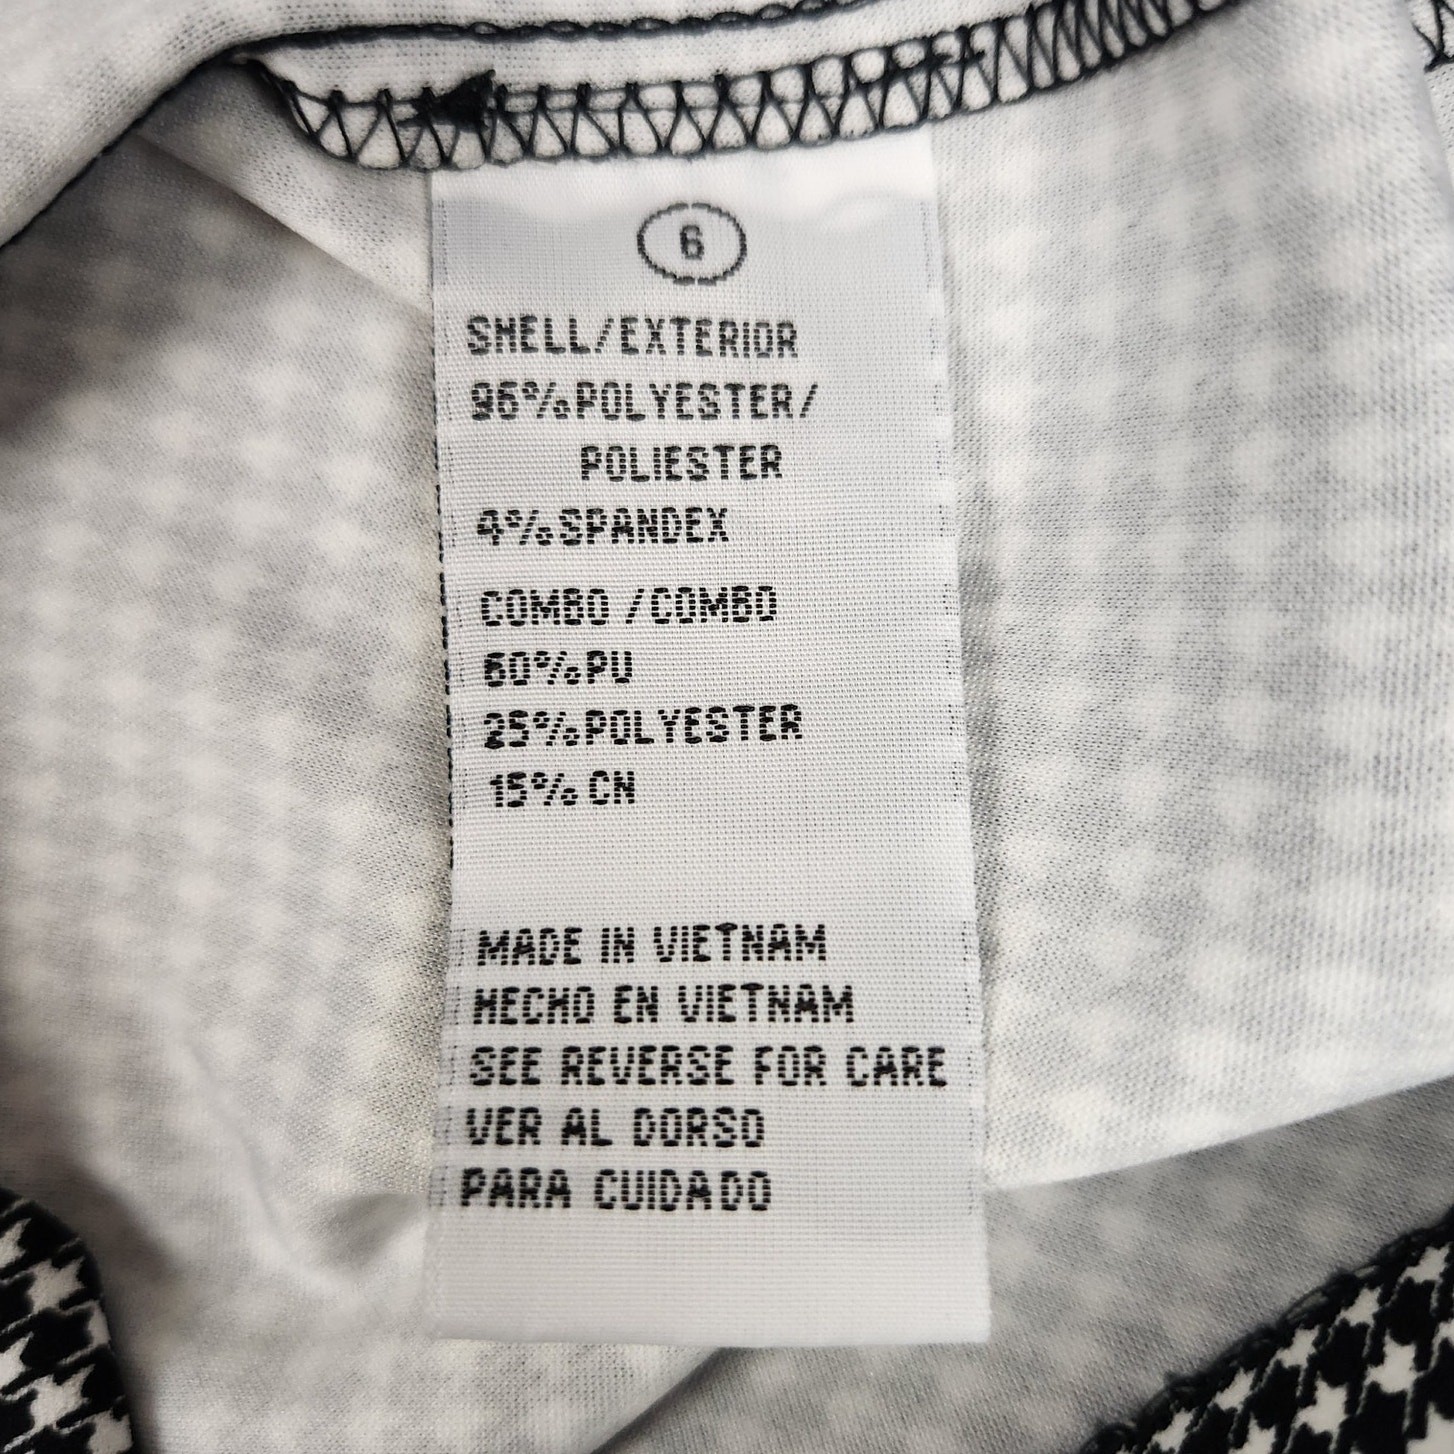 6
SHELL/EXTERIOR
96%POLYESTER/
POLIESTER
4%SPANDEX
COMBO /COMBO
60%PU
25%POLYESTER
15% CN
MADE IN VIETNAM
HECHO EN VIETNAM
SEE REVERSE FOR CARE
VER AL DORSO
PARA CUIDADO